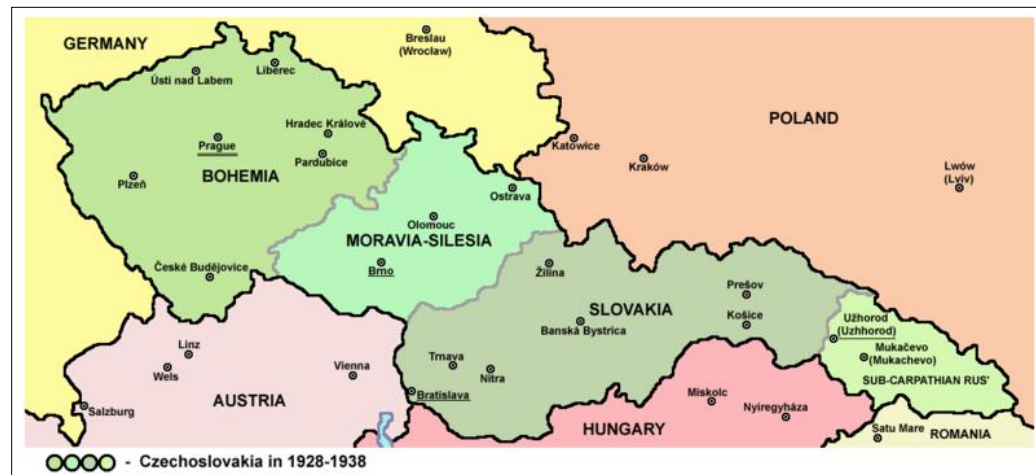 GERMANY
Breslau
(Wrocław)
Liberec
Ústí nad Labem
POLAND
Hradec Králové
Prague
Katowice
Pardubice
Kraków
BOHEMIA
Lwów
(Lviv)
Plzeň
Ostrava
Olomouc
MORAVIA-SILESIA
Brno
České Budějovice
Žilina
Prešov
SLOVAKIA
Košice
Banská Bystrica
Užhorod
(Uzhhorod)
Mukačevo
(Mukachevo)
SUB-CARPATHIAN RUS'
Linz
Wels
Vienna
Trnava
Nitra
Bratislava
Salzburg
AUSTRIA
Miskolc
Nyiregyháza
HUNGARY
Satu Mare
ROMANIA
- Czechoslovakia in 1928-1938